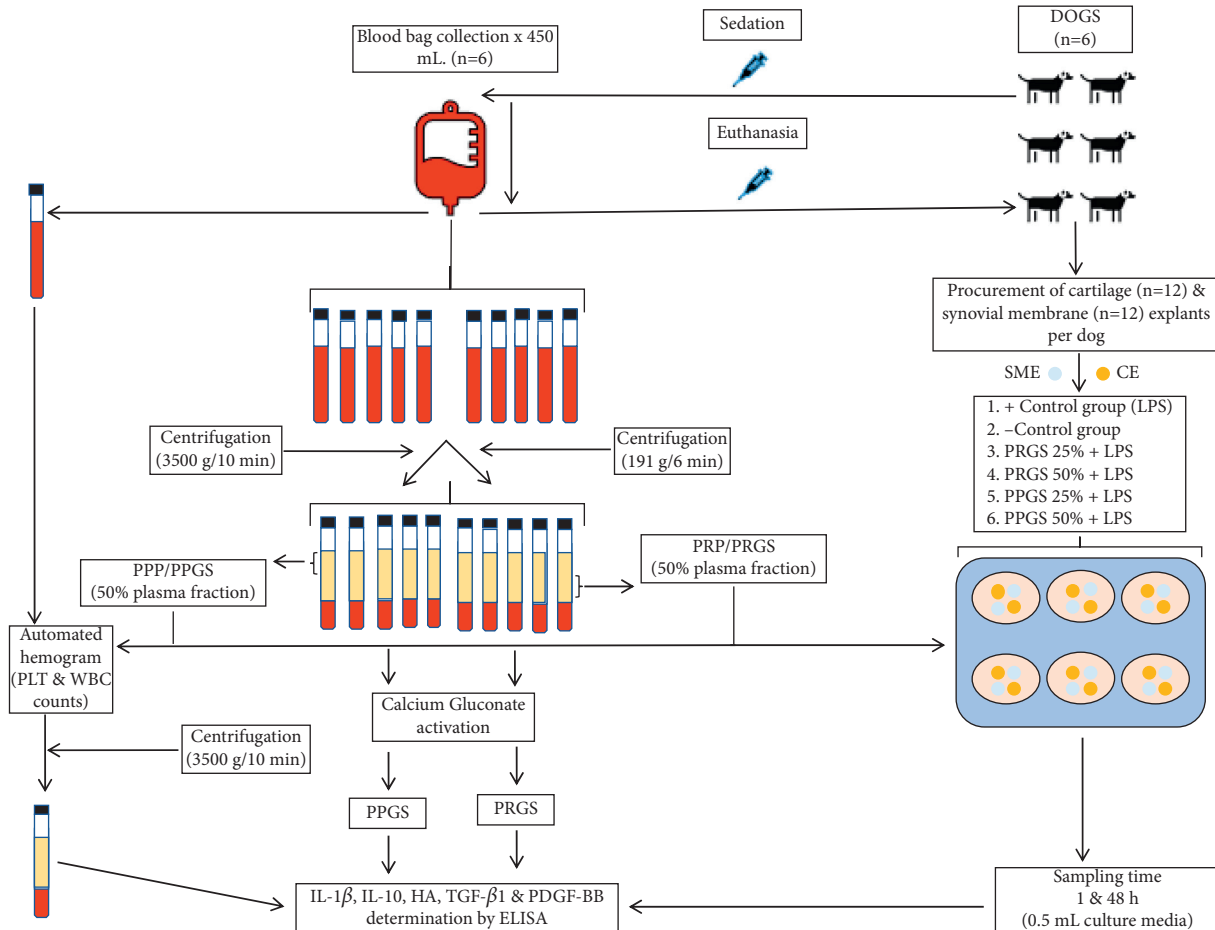 Blood bag collection x 450
mL. (n=6)
Sedation
DOGS
(n=6)
Euthanasia
Procurement of cartilage (n=12) &
synovial membrane (n=12) explants
per dog
SME
CE
1. + Control group (LPS)
2. –Control group
3. PRGS 25% + LPS
4. PRGS 50% + LPS
5. PPGS 25% + LPS
6. PPGS 50% + LPS
Centrifugation
(3500 g/10 min)
Centrifugation
(191 g/6 min)
PPP/PPGS
(50% plasma fraction)
PRP/PRGS
(50% plasma fraction)
Automated
hemogram
(PLT & WBC
counts)
Calcium Gluconate
activation
Centrifugation
(3500 g/10 min)
PPGS
PRGS
IL-1β, IL-10, HA, TGF-β1 & PDGF-BB
determination by ELISA
Sampling time
1 & 48 h
(0.5 mL culture media)